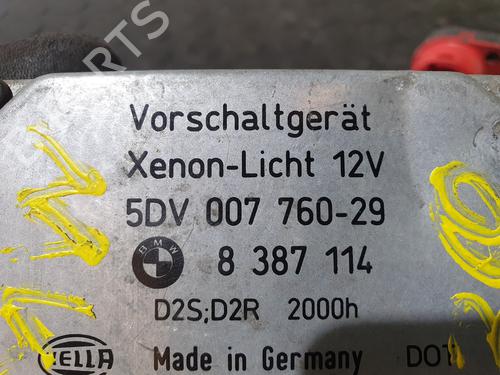 Vorschaltgerät
Xenon-Licht 12V
5DV 007 760-29
BMW
8 387 114
D2S;D2R 2000h
HELLA
Made in Germany DOT